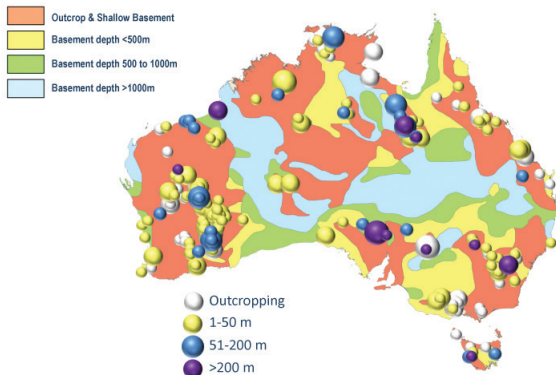 Outcrop & Shallow Basement
Basement depth <500m
Basement depth 500 to 1000m
Basement depth >1000m
Outcropping
1-50 m
51-200 m
>200 m